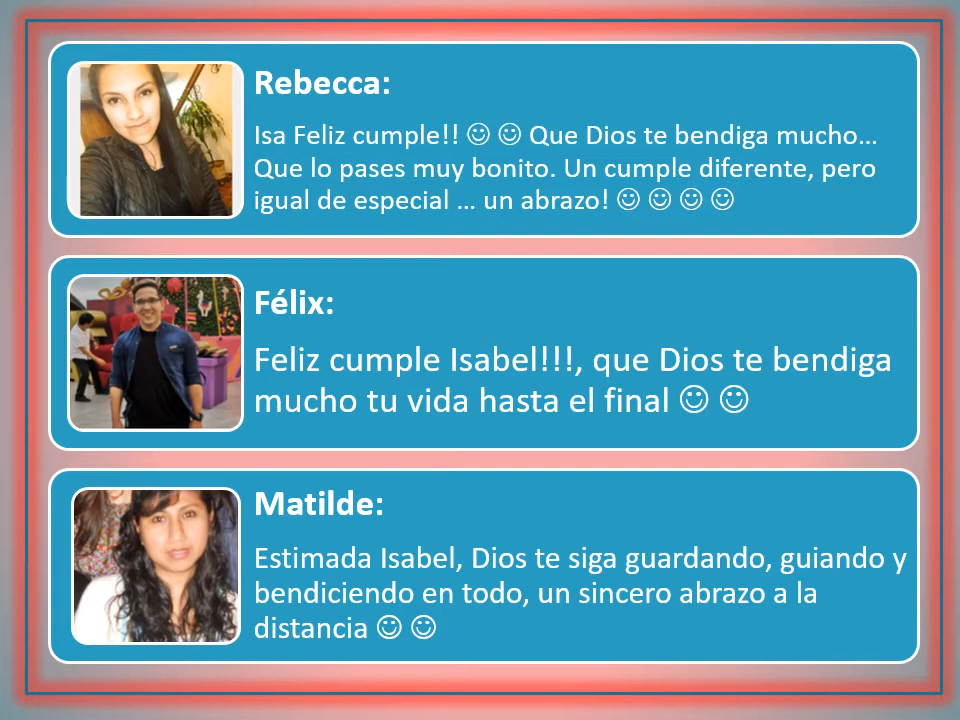 Rebecca:
Isa Feliz cumple!! ☺ ☺ Que Dios te bendiga mucho…
Que lo pases muy bonito. Un cumple diferente, pero
igual de especial … un abrazo! ☺ ☺ ☺ ☺
Félix:
Feliz cumple Isabel!!!, que Dios te bendiga
mucho tu vida hasta el final ☺ ☺
Matilde:
Estimada Isabel, Dios te siga guardando, guiando y
bendiciendo en todo, un sincero abrazo a la
distancia ☺ ☺